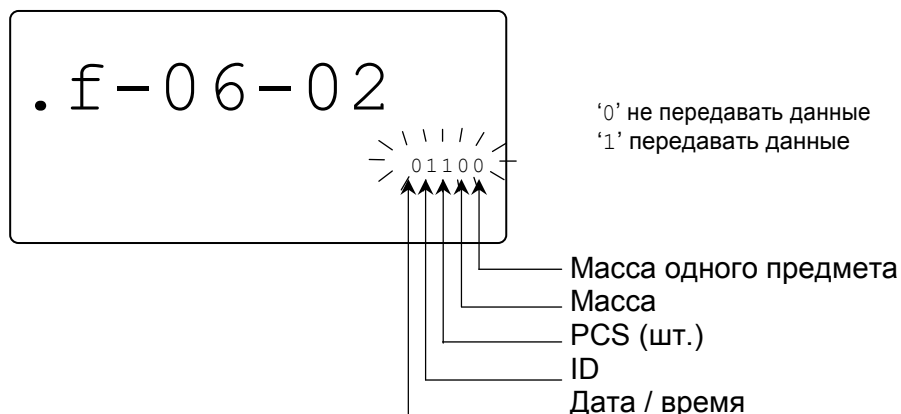 .f-06-02
‘0’ не передавать данные
‘1’ передавать данные
01100
Масса одного предмета
Масса
PCS (шт.)
ID
Дата / время